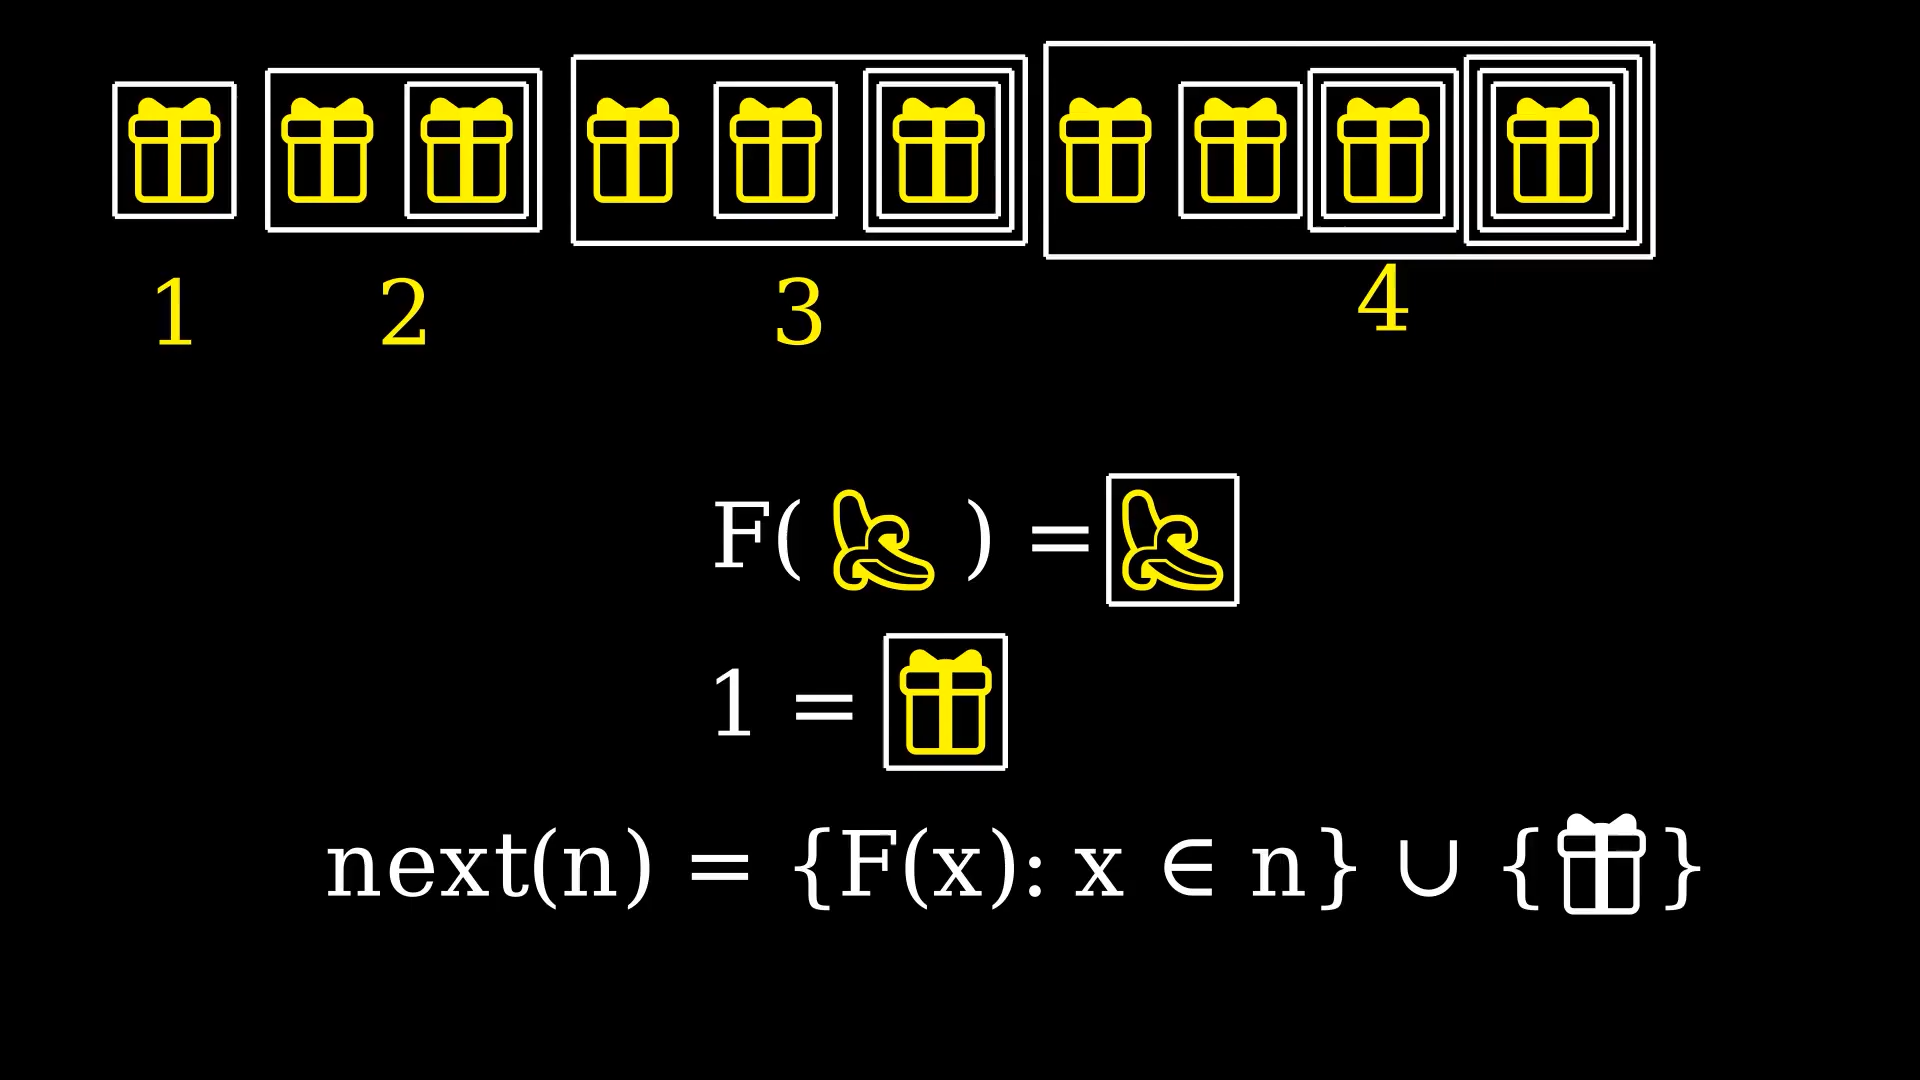 1 2 3 4
F( ) =
1 =
next(n) = {F(x): x ∈ n} ∪ { }